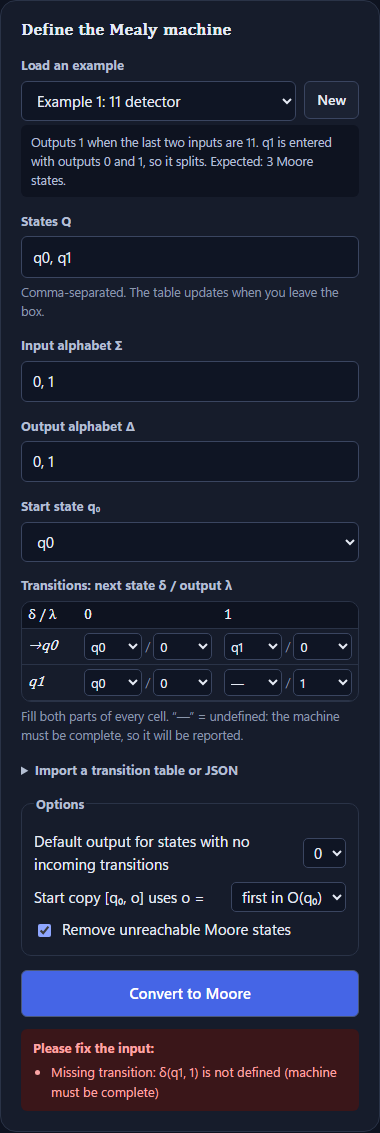 Define the Mealy machine
Load an example
Example 1: 11 detector
New
Outputs 1 when the last two inputs are 11. q1 is entered
with outputs 0 and 1, so it splits. Expected: 3 Moore
states.
States Q
q0, q1
Comma-separated. The table updates when you leave the
box.
Input alphabet Σ
0, 1
Output alphabet Δ
0, 1
Start state q₀
q0
Transitions: next state δ / output λ
δ / λ 0 1
→q0 q0 / 0 q1 / 0
q1 q0 / 0 — / 1
Fill both parts of every cell. “—” = undefined: the machine
must be complete, so it will be reported.
▶ Import a transition table or JSON
Options
Default output for states with no
incoming transitions
0
Start copy [q₀, o] uses o = first in O(q₀)
Remove unreachable Moore states
Convert to Moore
Please fix the input:
• Missing transition: δ(q1, 1) is not defined (machine
must be complete)